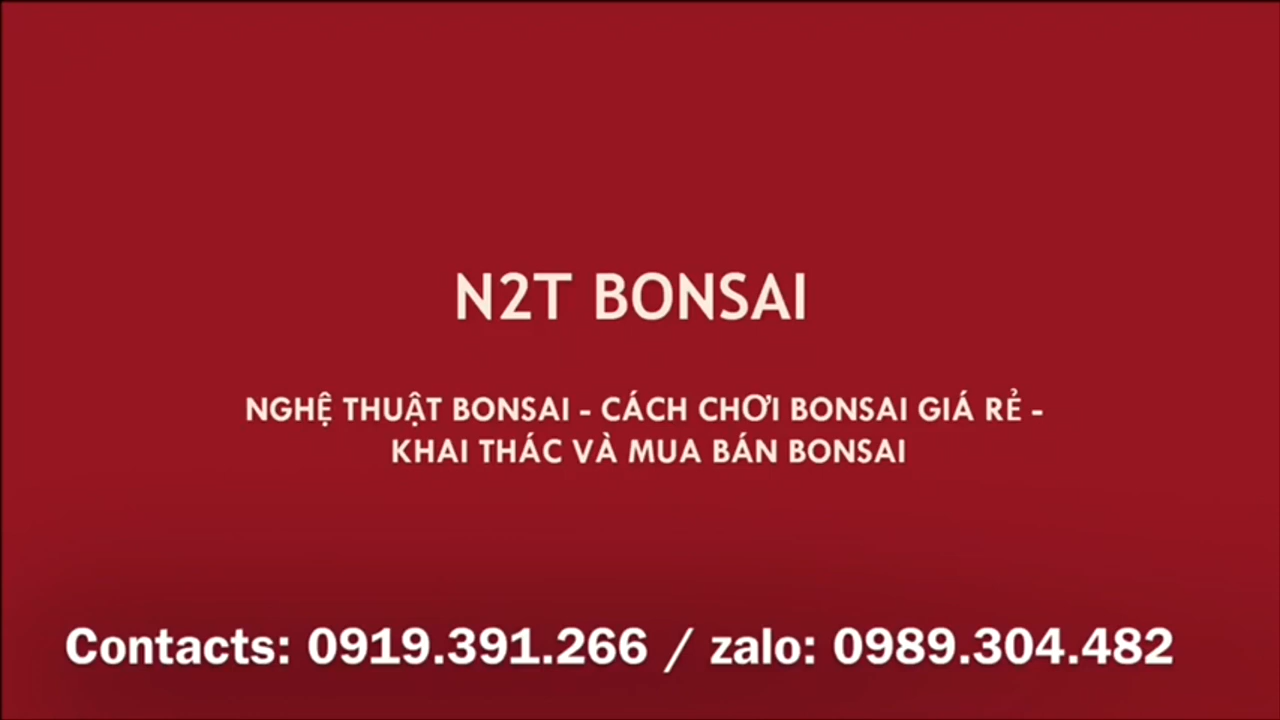 N2T BONSAI
NGHỆ THUẬT BONSAI - CÁCH CHƠI BONSAI GIÁ RẺ -
KHAI THÁC VÀ MUA BÁN BONSAI
Contacts: 0919.391.266 / zalo: 0989.304.482